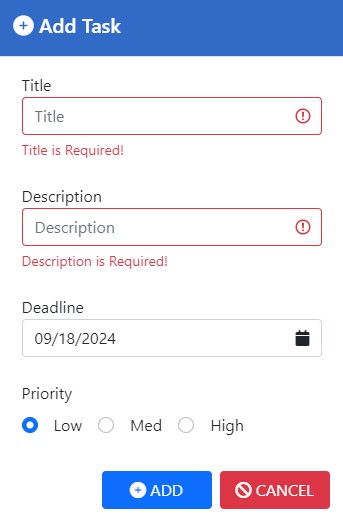 Add Task
Title
Title
Title is Required!
Description
Description
Description is Required!
Deadline
09/18/2024
Priority
Low Med High
ADD CANCEL